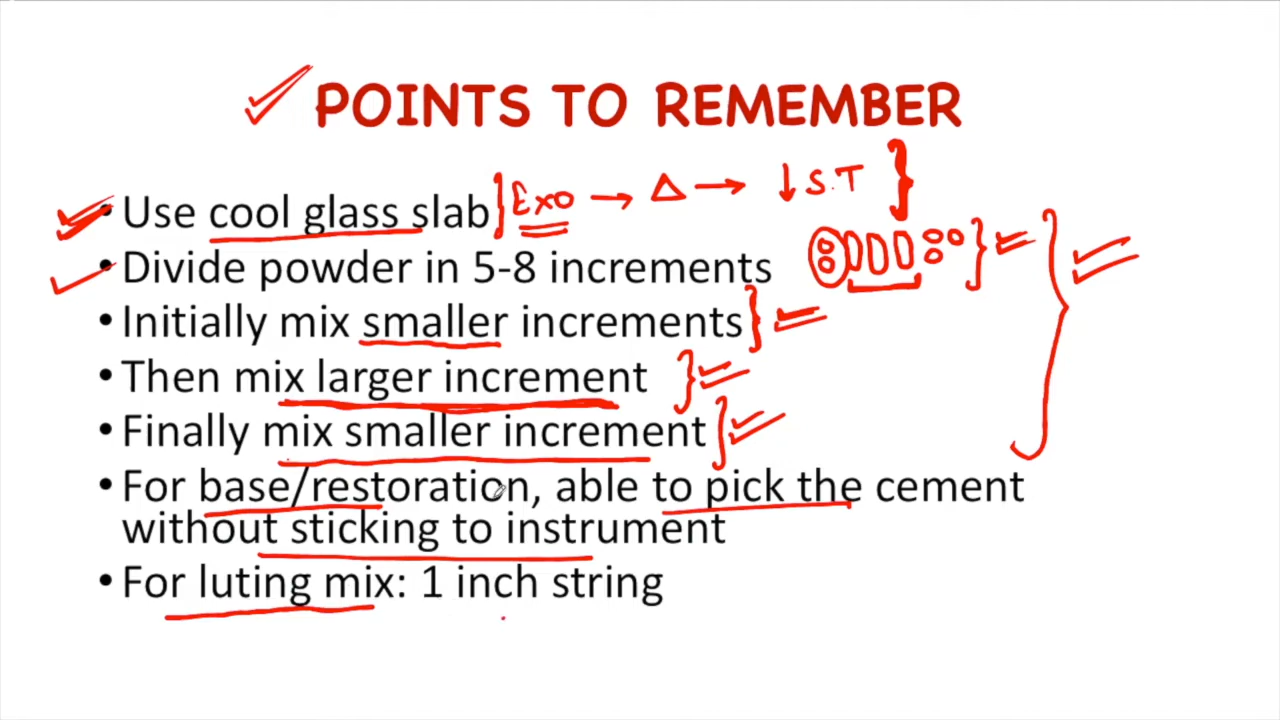 POINTS TO REMEMBER
• Use cool glass slab } Exo → Δ → ↓ S.T }
• Divide powder in 5-8 increments
• Initially mix smaller increments
• Then mix larger increment
• Finally mix smaller increment
• For base/restoration, able to pick the cement
without sticking to instrument
• For luting mix: 1 inch string